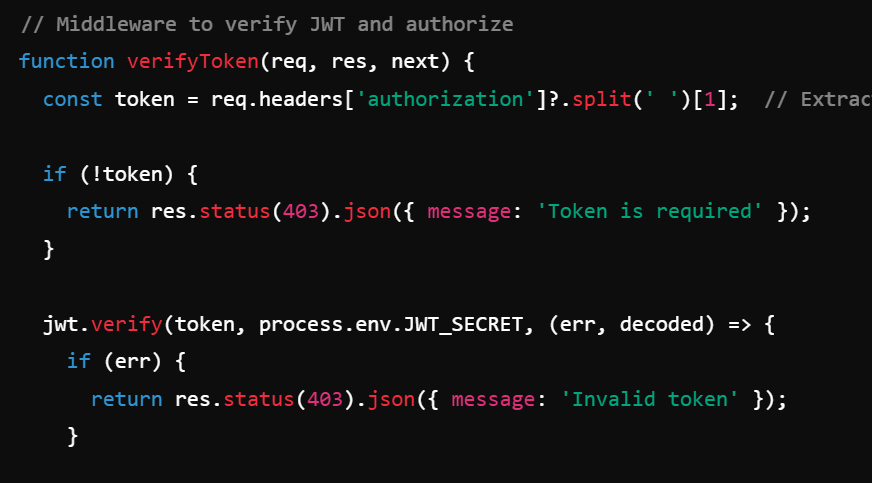 // Middleware to verify JWT and authorize
function verifyToken(req, res, next) {
const token = req.headers['authorization']?.split(' ')[1];  // Extrac
if (!token) {
return res.status(403).json({ message: 'Token is required' });
}
jwt.verify(token, process.env.JWT_SECRET, (err, decoded) => {
if (err) {
return res.status(403).json({ message: 'Invalid token' });
}